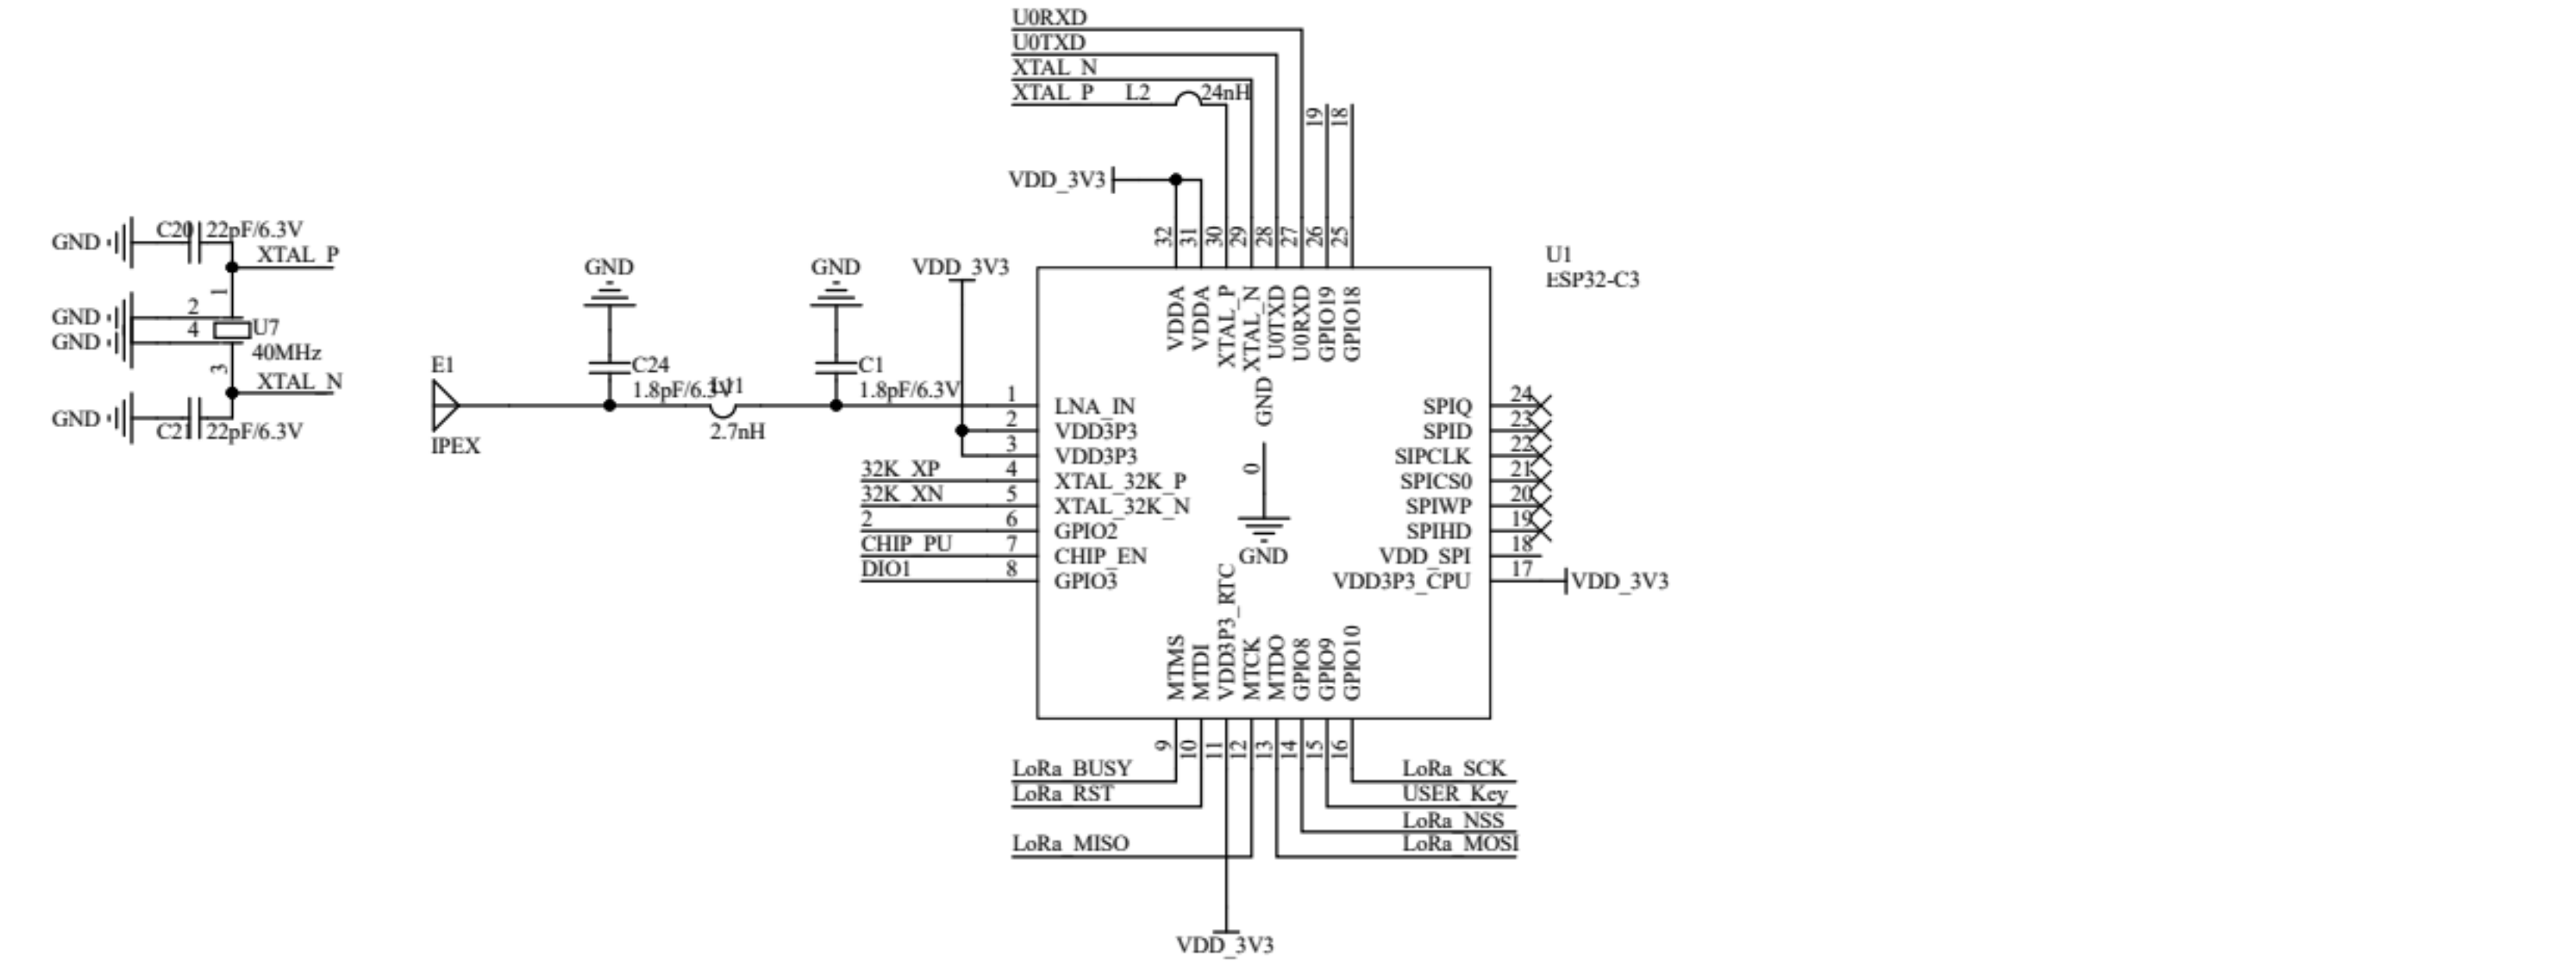 U0RXD
U0TXD
XTAL_N
XTAL_P L2 24nH
19 18
VDD_3V3
32 31 30 29 28 27 26 25
GND C20 22pF/6.3V
XTAL_P
1
GND 2
4 U7
GND
40MHz
3
XTAL_N
GND
C21 22pF/6.3V
E1
IPEX
GND
C24
1.8pF/6.3V
L11
2.7nH
GND
C1
1.8pF/6.3V
VDD_3V3
U1
ESP32-C3
VDDA VDDA XTAL_P XTAL_N U0TXD U0RXD GPIO19 GPIO18
GND
0
GND
1 LNA_IN
2 VDD3P3
3 VDD3P3
32K_XP 4 XTAL_32K_P
32K_XN 5 XTAL_32K_N
2 6 GPIO2
CHIP_PU 7 CHIP_EN
DIO1 8 GPIO3
SPIQ 24
SPID 23
SIPCLK 22
SPICS0 21
SPIWP 20
SPIHD 19
VDD_SPI 18
VDD3P3_CPU 17 VDD_3V3
MTMS MTDI VDD3P3_RTC MTCK MTDO GPIO8 GPIO9 GPIO10
9 10 11 12 13 14 15 16
LoRa_BUSY
LoRa_RST
LoRa_MISO
LoRa_SCK
USER_Key
LoRa_NSS
LoRa_MOSI
VDD_3V3